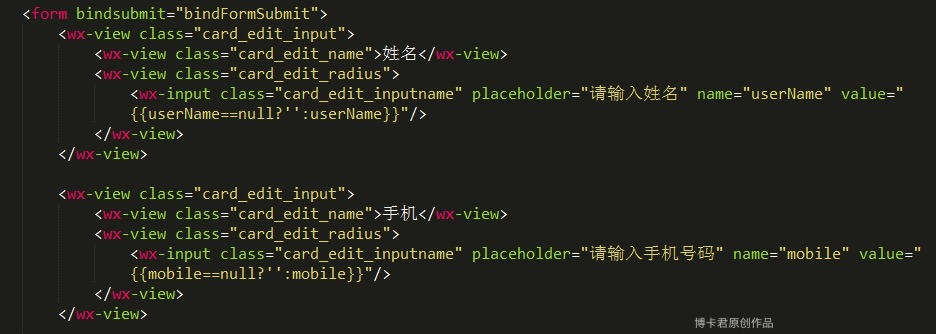 <form bindsubmit="bindFormSubmit">
<wx-view class="card_edit_input">
<wx-view class="card_edit_name">姓名</wx-view>
<wx-view class="card_edit_radius">
<wx-input class="card_edit_inputname" placeholder="请输入姓名" name="userName" value="
{{userName==null?'':userName}}"/>
</wx-view>
</wx-view>
<wx-view class="card_edit_input">
<wx-view class="card_edit_name">手机</wx-view>
<wx-view class="card_edit_radius">
<wx-input class="card_edit_inputname" placeholder="请输入手机号码" name="mobile" value="
{{mobile==null?'':mobile}}"/>
</wx-view>
</wx-view>
博卡君原创作品